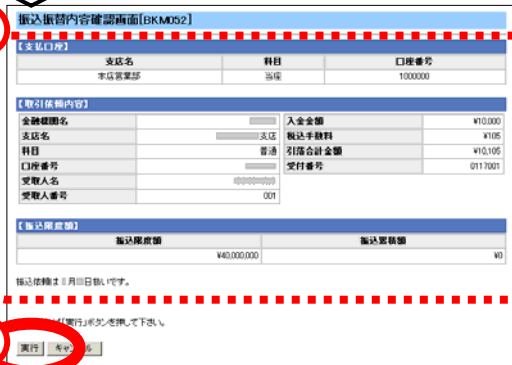 振込振替内容確認画面[BKM052]
【支払口座】
支店名 科目 口座番号
本店営業部 当座 1000000
【取引依頼内容】
金融機関名 入金金額 ¥10,000
支店名 支店 税込手数料 ¥105
科目 普通 引落合計金額 ¥10,105
口座番号 受付番号 0117001
受取人名
受取人番号 001
【振込限度額】
振込限度額 振込累積額
¥40,000,000 ¥0
振込依頼は 月 日扱いです。
「実行」ボタンを押して下さい。
実行 キャンセル